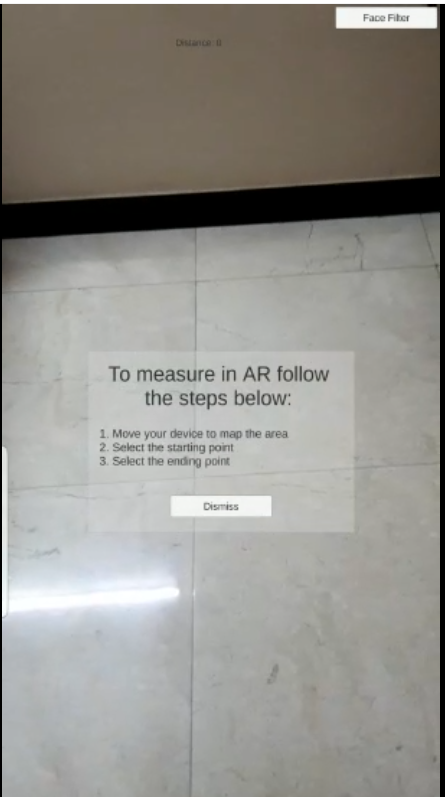 Face Filter
Distance: 0
To measure in AR follow
the steps below:
1. Move your device to map the area
2. Select the starting point
3. Select the ending point
Dismiss